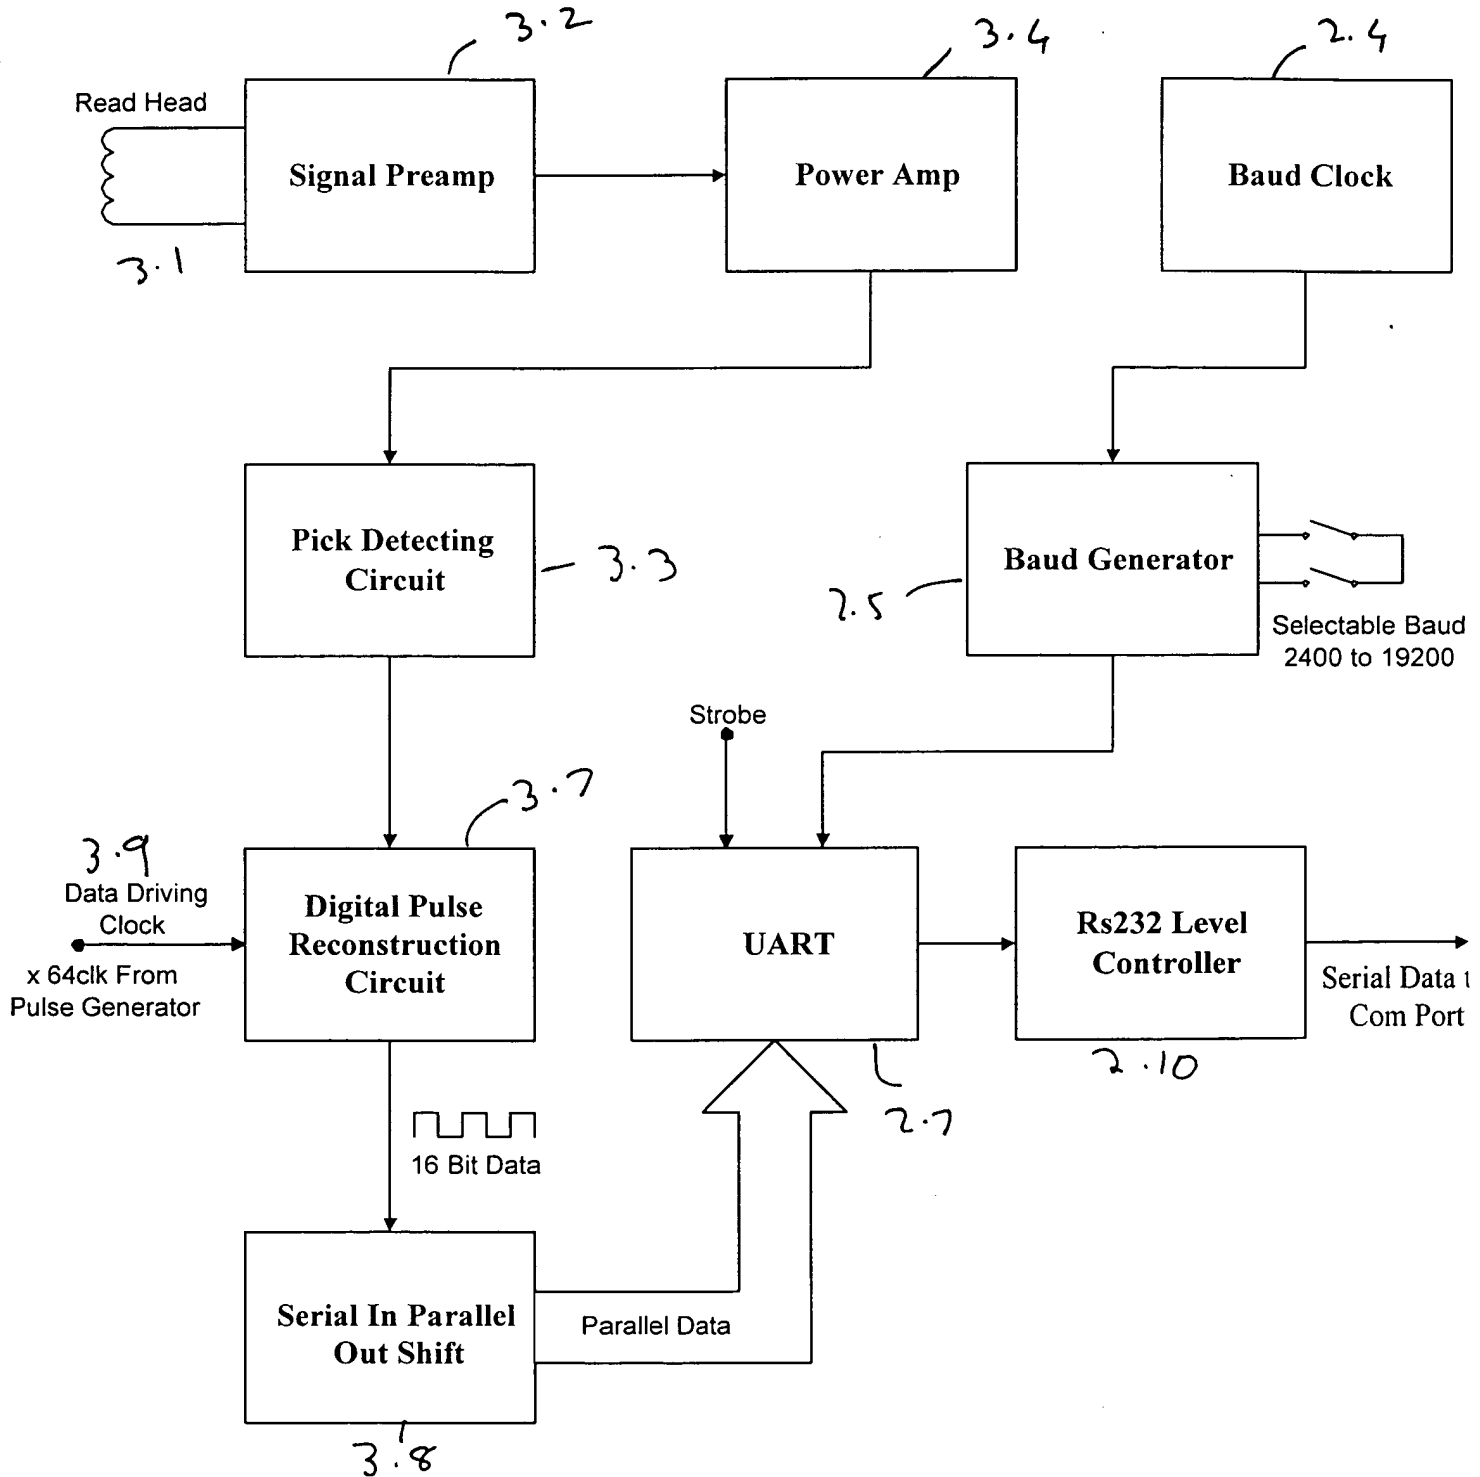 3.2
3.4
2.4
Read Head
Signal Preamp
Power Amp
Baud Clock
3.1
Pick Detecting
Circuit
3.3
Baud Generator
2.5
Selectable Baud
2400 to 19200
Strobe
3.7
3.9
Data Driving
Clock
x 64clk From
Pulse Generator
Digital Pulse
Reconstruction
Circuit
UART
Rs232 Level
Controller
Serial Data t
Com Port
2.10
2.7
16 Bit Data
Serial In Parallel
Out Shift
Parallel Data
3.8